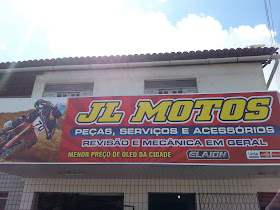 JL MOTOS
PEÇAS, SERVIÇOS E ACESSÓRIOS
REVISÃO E MECÂNICA EM GERAL
MENOR PREÇO DE ÓLEO DA CIDADE
ELAION